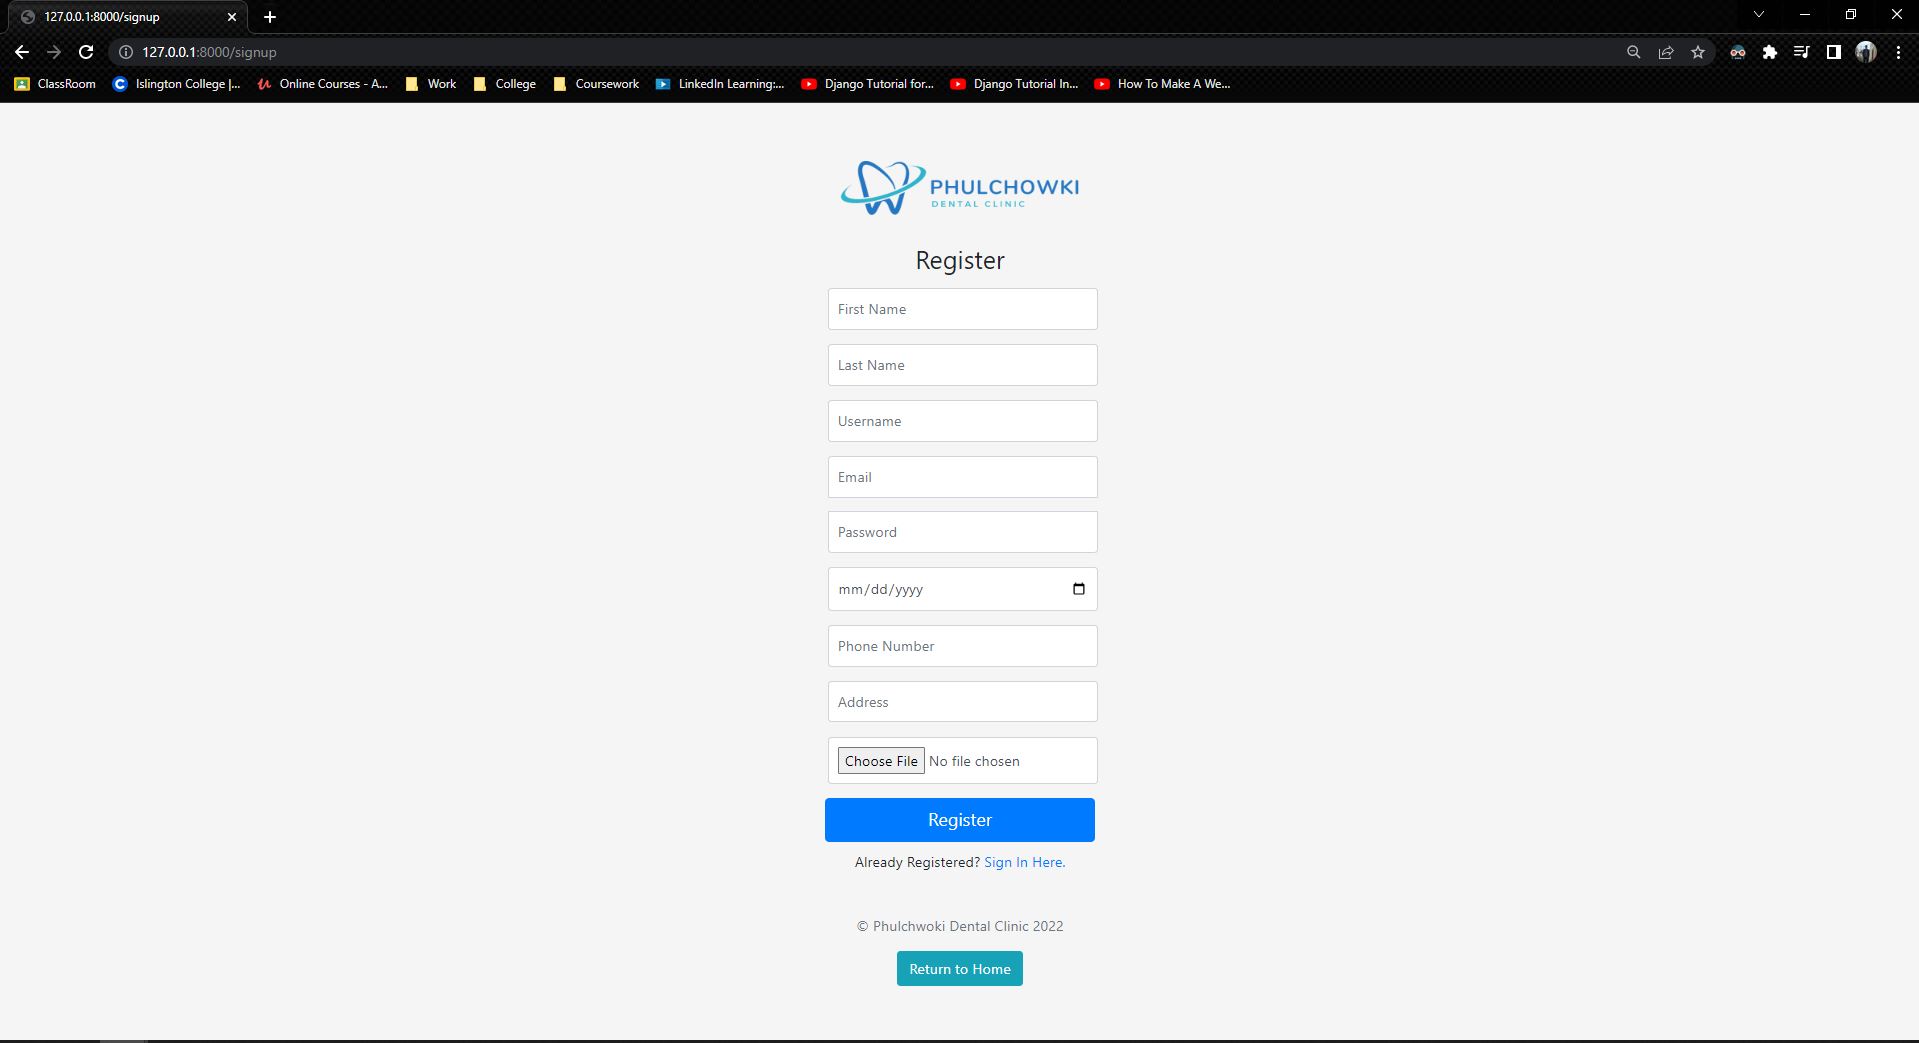 127.0.0.1:8000/signup
127.0.0.1:8000/signup
ClassRoom Islington College |... Online Courses - A... Work College Coursework LinkedIn Learning:... Django Tutorial for... Django Tutorial In... How To Make A We...
PHULCHOWKI
DENTAL CLINIC
Register
First Name
Last Name
Username
Email
Password
mm/dd/yyyy
Phone Number
Address
Choose File No file chosen
Register
Already Registered? Sign In Here.
© Phulchwoki Dental Clinic 2022
Return to Home